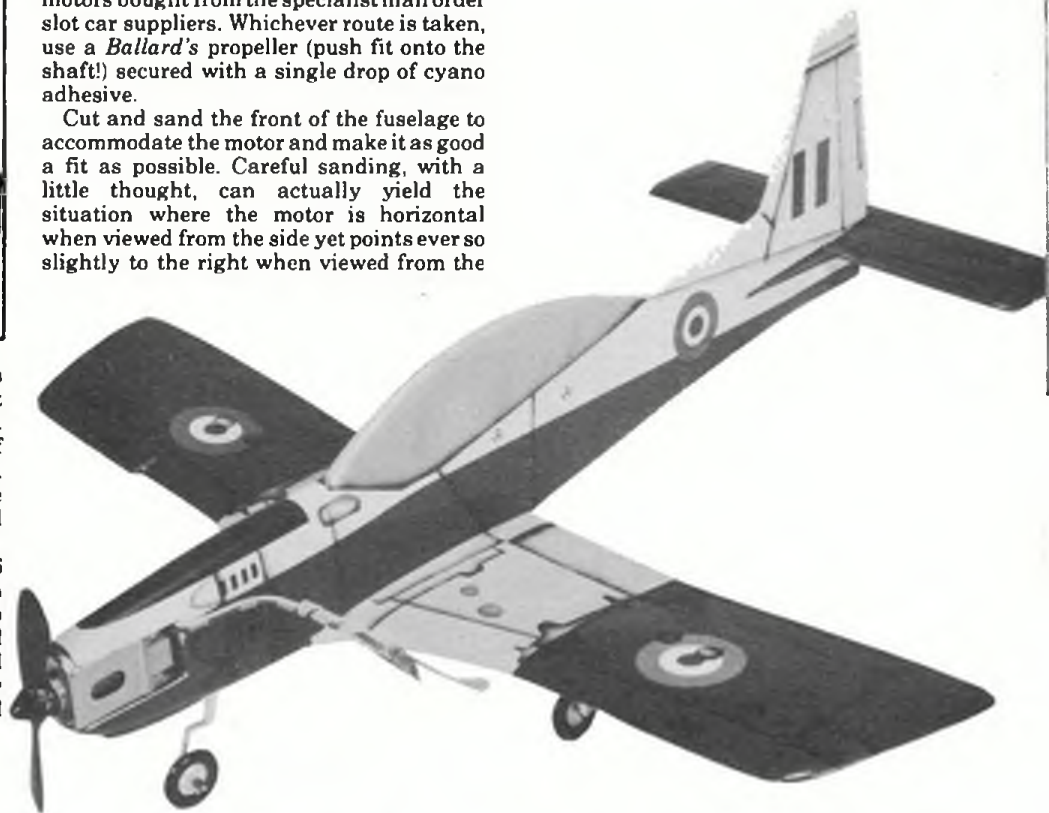 motors bought from the specialist mail order
slot car suppliers. Whichever route is taken,
use a Ballard's propeller (push fit onto the
shaft!) secured with a single drop of cyano
adhesive.
Cut and sand the front of the fuselage to
accommodate the motor and make it as good
a fit as possible. Careful sanding, with a
little thought, can actually yield the
situation where the motor is horizontal
when viewed from the side yet points ever so
slightly to the right when viewed from the